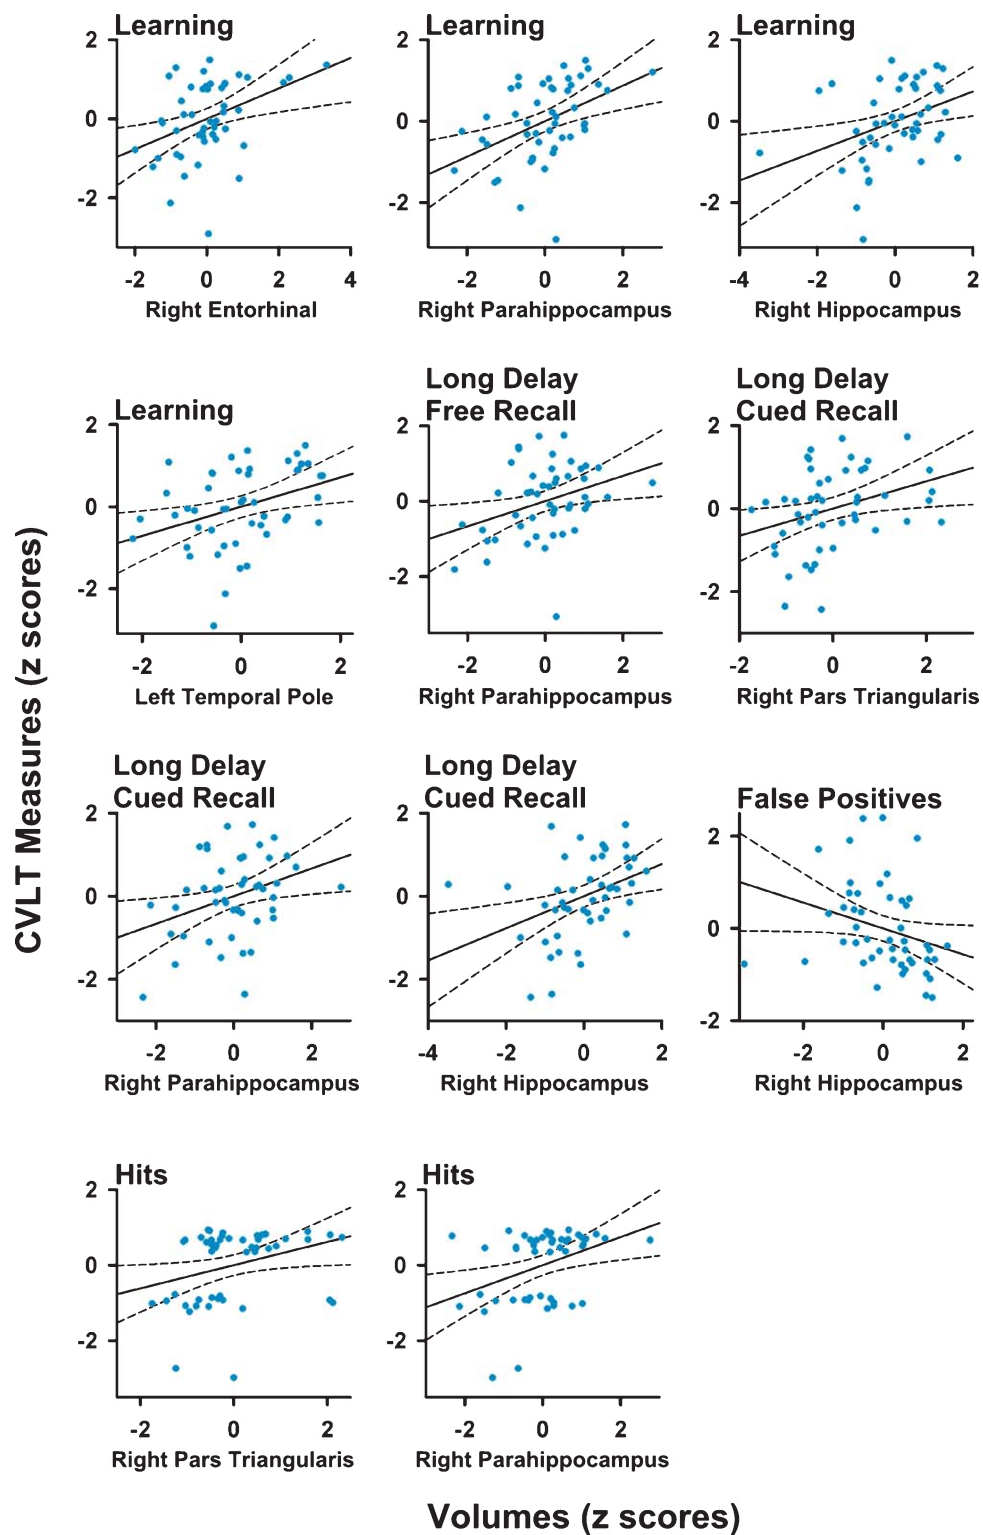 Learning
Learning
Learning
2
0
-2
-2 0 2 4
Right Entorhinal
2
0
-2
-2 0 2
Right Parahippocampus
2
0
-2
-4 -2 0 2
Right Hippocampus
Learning
2
0
-2
-2 0 2
Left Temporal Pole
Long Delay
Free Recall
2
0
-2
-2 0 2
Right Parahippocampus
Long Delay
Cued Recall
2
0
-2
-2 0 2
Right Pars Triangularis
Long Delay
Cued Recall
2
0
-2
-2 0 2
Right Parahippocampus
Long Delay
Cued Recall
2
0
-2
-4 -2 0 2
Right Hippocampus
False Positives
2
0
-2
-2 0 2
Right Hippocampus
Hits
2
0
-2
-2 0 2
Right Pars Triangularis
Hits
2
0
-2
-2 0 2
Right Parahippocampus
CVLT Measures (z scores)
Volumes (z scores)